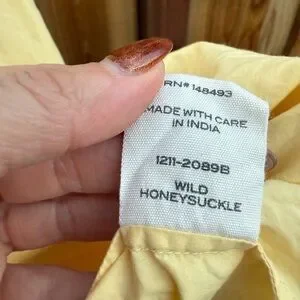 RN# 148493
MADE WITH CARE
IN INDIA
1211-2089B
WILD
HONEYSUCKLE